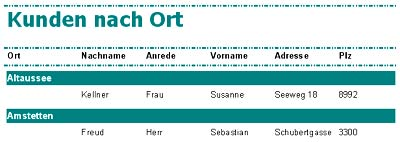 Kunden nach Ort
Ort Nachname Anrede Vorname Adresse Plz
Altaussee
Kellner Frau Susanne Seeweg 18 8992
Amstetten
Freud Herr Sebastian Schubertgasse 3300